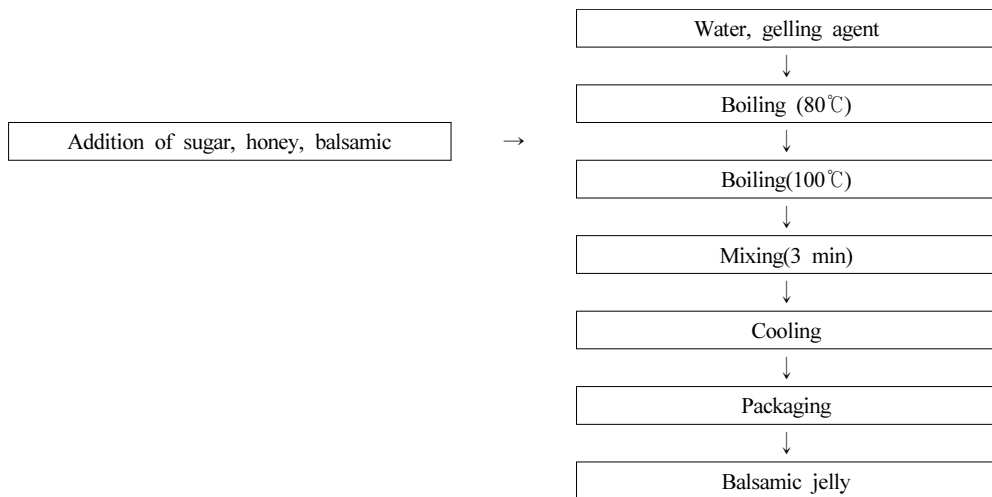 Water, gelling agent
↓
Boiling (80℃)
Addition of sugar, honey, balsamic → ↓
Boiling(100℃)
↓
Mixing(3 min)
↓
Cooling
↓
Packaging
↓
Balsamic jelly